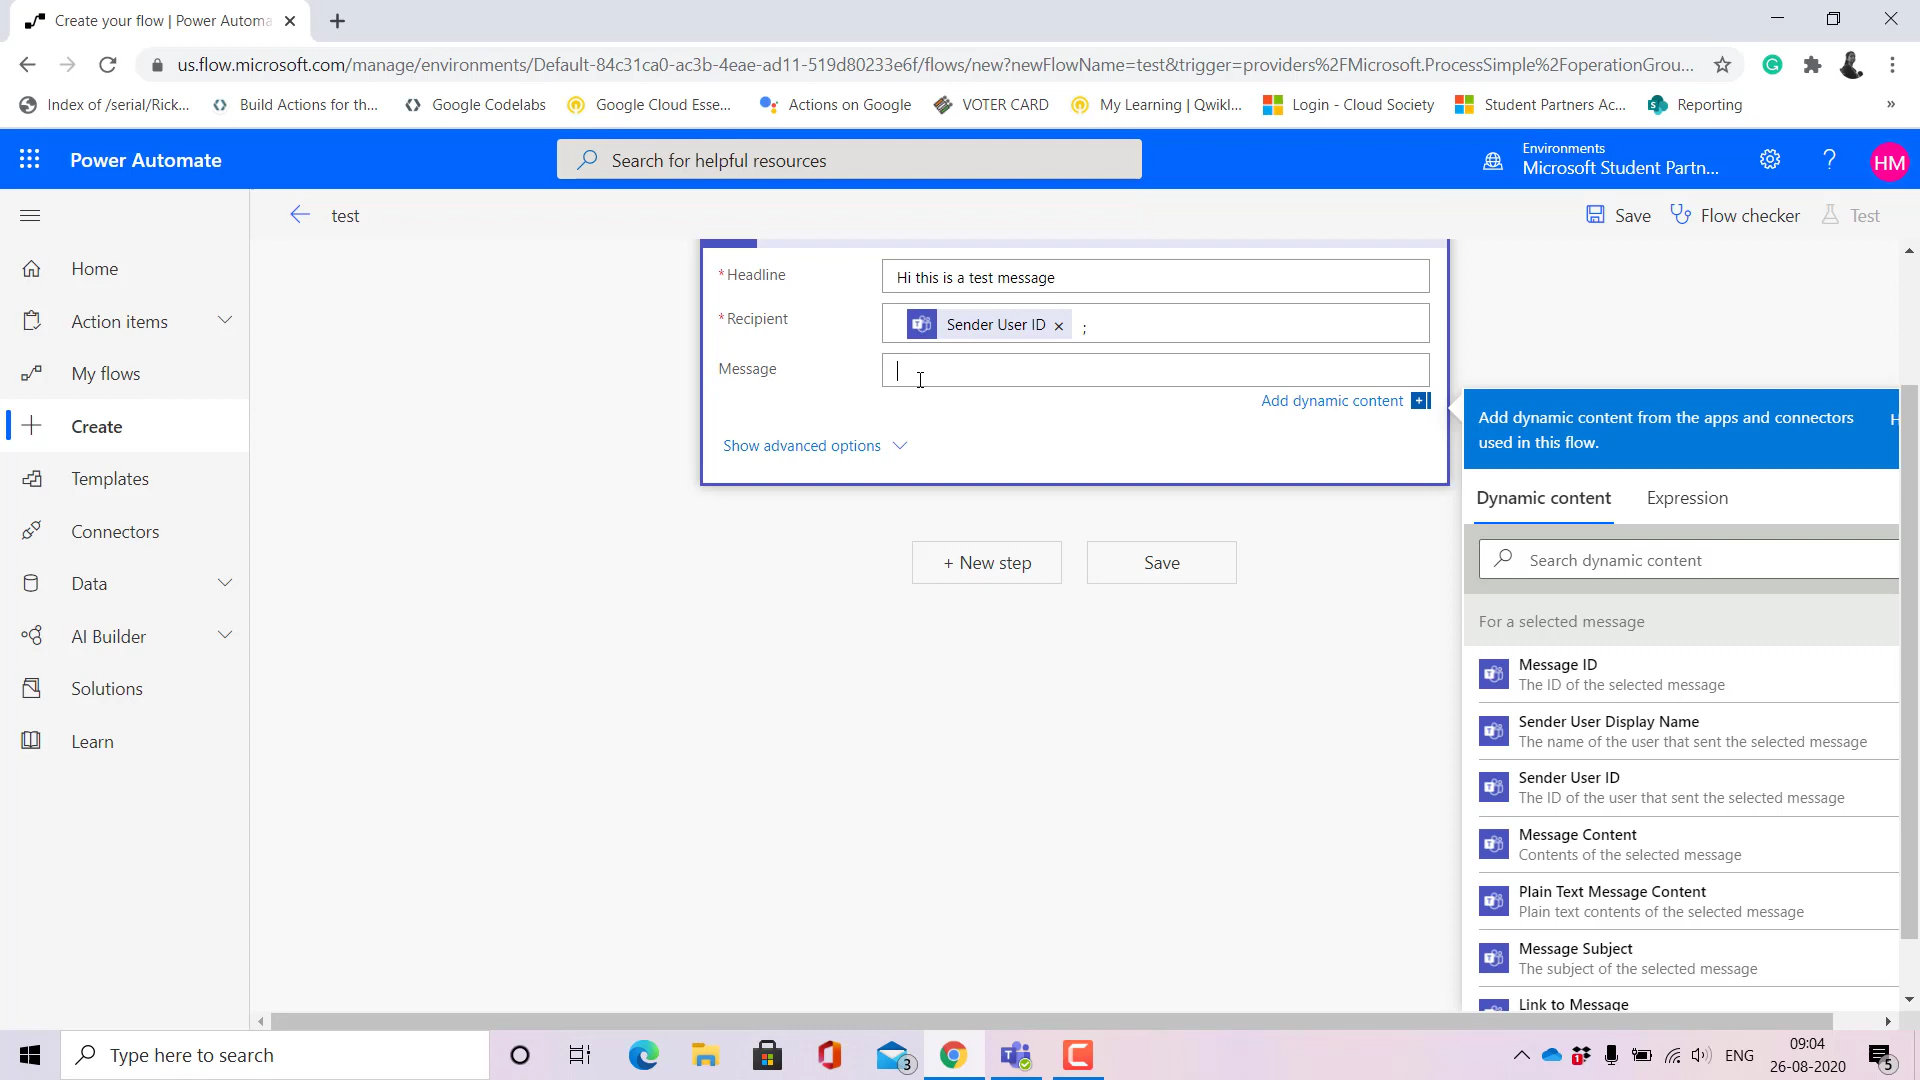 Create your flow | Power Automa
us.flow.microsoft.com/manage/environments/Default-84c31ca0-ac3b-4eae-ad11-519d80233e6f/flows/new?newFlowName=test&trigger=providers%2FMicrosoft.ProcessSimple%2FoperationGrou...
Index of /serial/Rick...
Build Actions for th...
Google Codelabs
Google Cloud Esse...
Actions on Google
VOTER CARD
My Learning | Qwikl...
Login - Cloud Society
Student Partners Ac...
Reporting
»
Power Automate
Search for helpful resources
Environments
Microsoft Student Partn...
?
HM
test
Save
Flow checker
Test
Home
Action items
My flows
Create
Templates
Connectors
Data
AI Builder
Solutions
Learn
* Headline
Hi this is a test message
* Recipient
Sender User ID ×
;
Message
Add dynamic content +
Show advanced options
+ New step
Save
Add dynamic content from the apps and connectors
used in this flow.
H
Dynamic content
Expression
Search dynamic content
For a selected message
Message ID
The ID of the selected message
Sender User Display Name
The name of the user that sent the selected message
Sender User ID
The ID of the user that sent the selected message
Message Content
Contents of the selected message
Plain Text Message Content
Plain text contents of the selected message
Message Subject
The subject of the selected message
Link to Message
Type here to search
3
1
ENG
09:04
26-08-2020
5